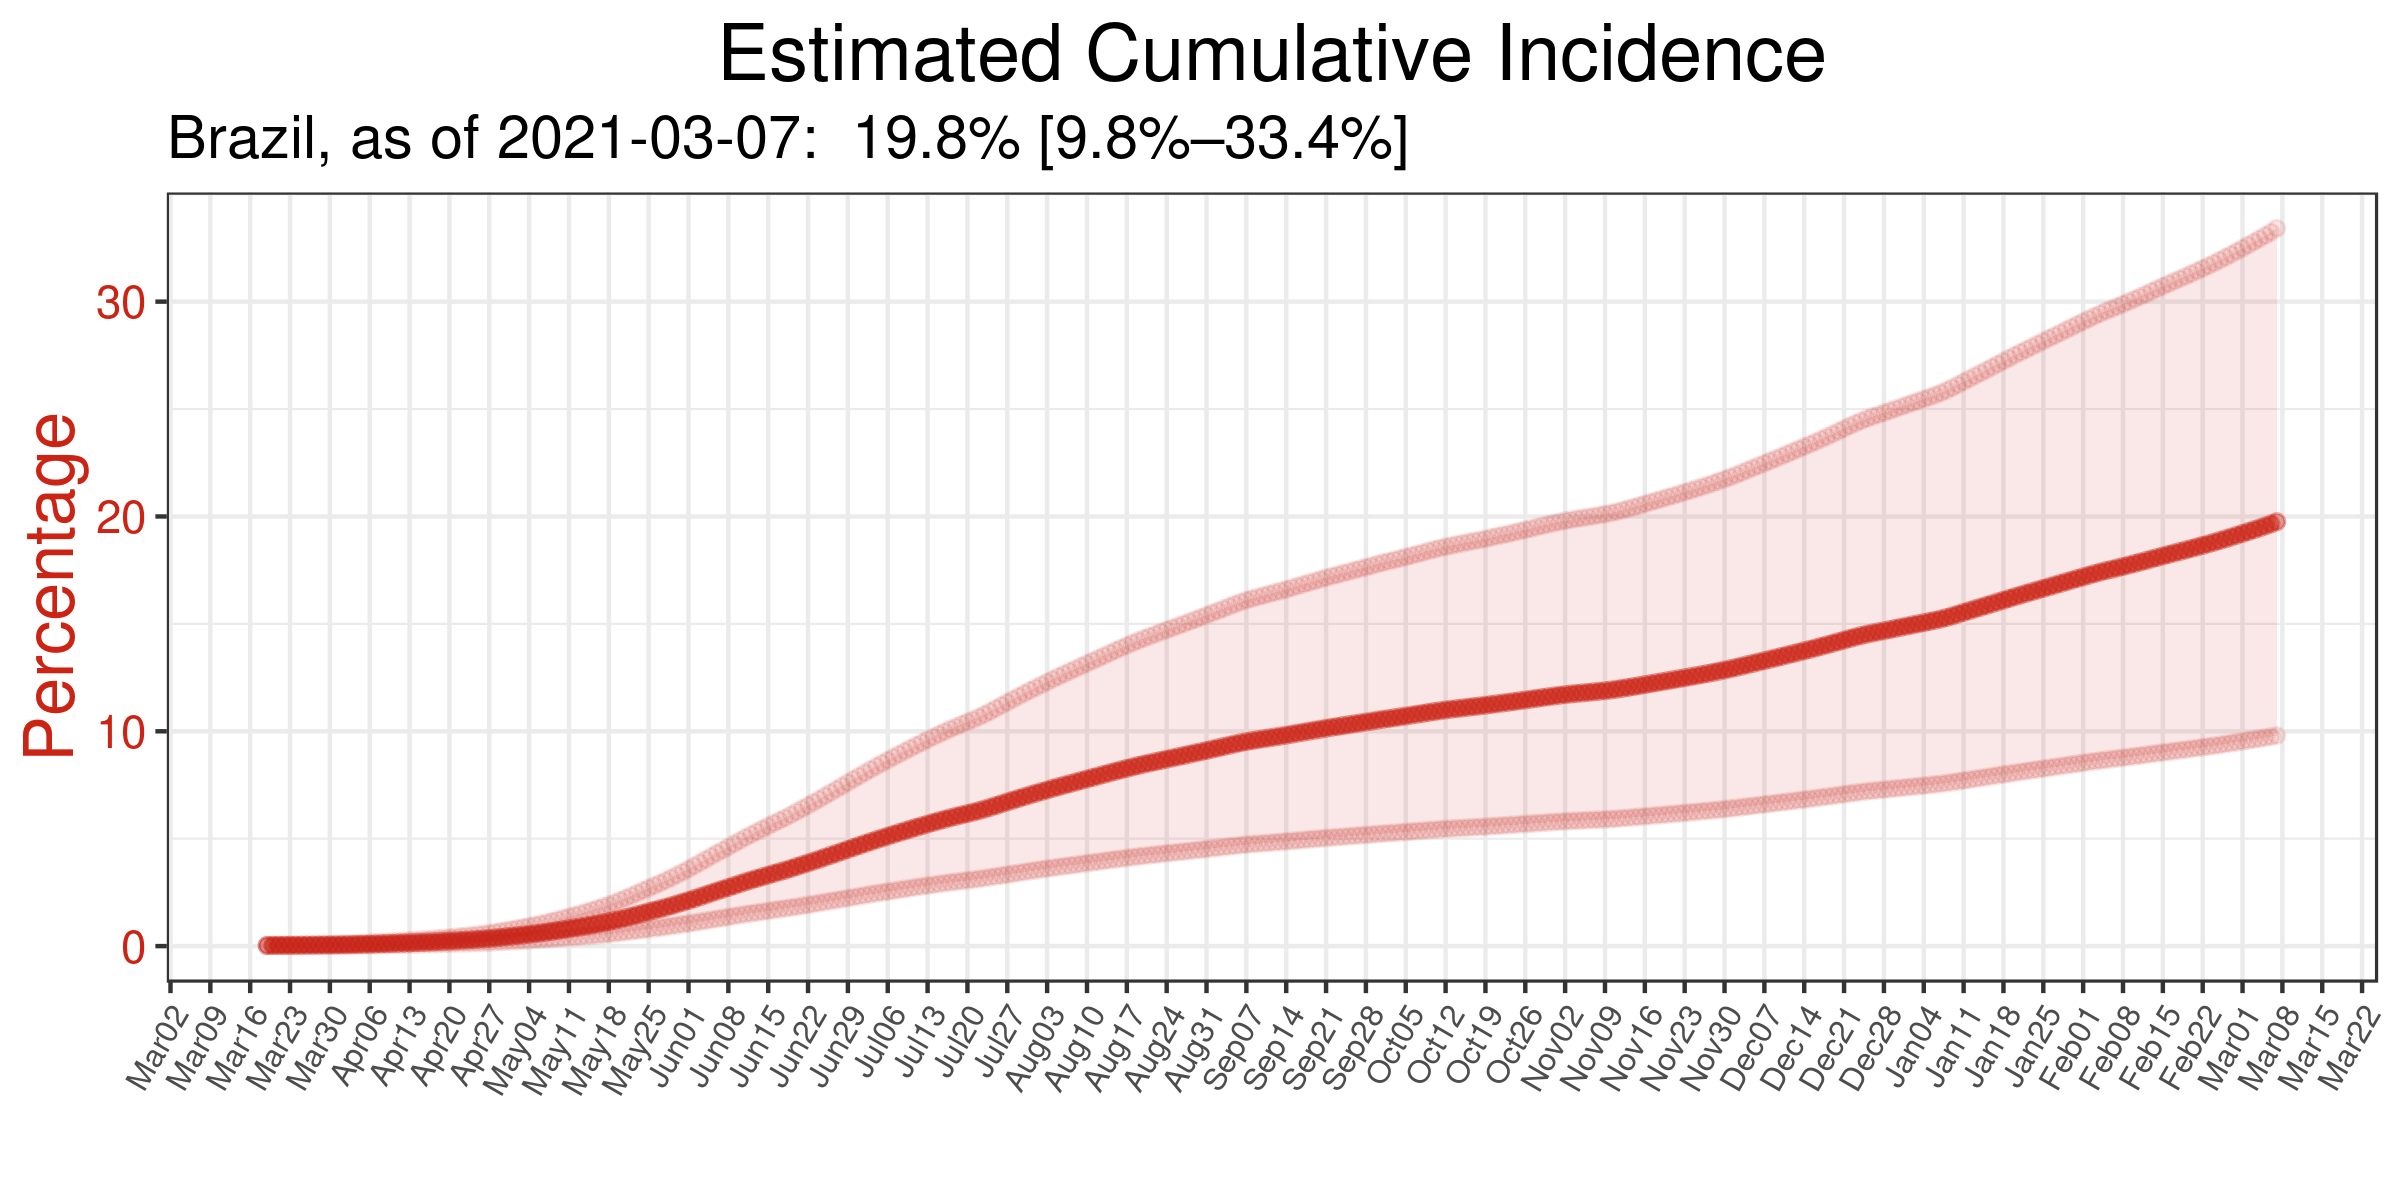 Estimated Cumulative Incidence
Brazil, as of 2021-03-07:  19.8% [9.8%–33.4%]
Percentage
30
20
10
0
Mar02
Mar09
Mar16
Mar23
Mar30
Apr06
Apr13
Apr20
Apr27
May04
May11
May18
May25
Jun01
Jun08
Jun15
Jun22
Jun29
Jul06
Jul13
Jul20
Jul27
Aug03
Aug10
Aug17
Aug24
Aug31
Sep07
Sep14
Sep21
Sep28
Oct05
Oct12
Oct19
Oct26
Nov02
Nov09
Nov16
Nov23
Nov30
Dec07
Dec14
Dec21
Dec28
Jan04
Jan11
Jan18
Jan25
Feb01
Feb08
Feb15
Feb22
Mar01
Mar08
Mar15
Mar22